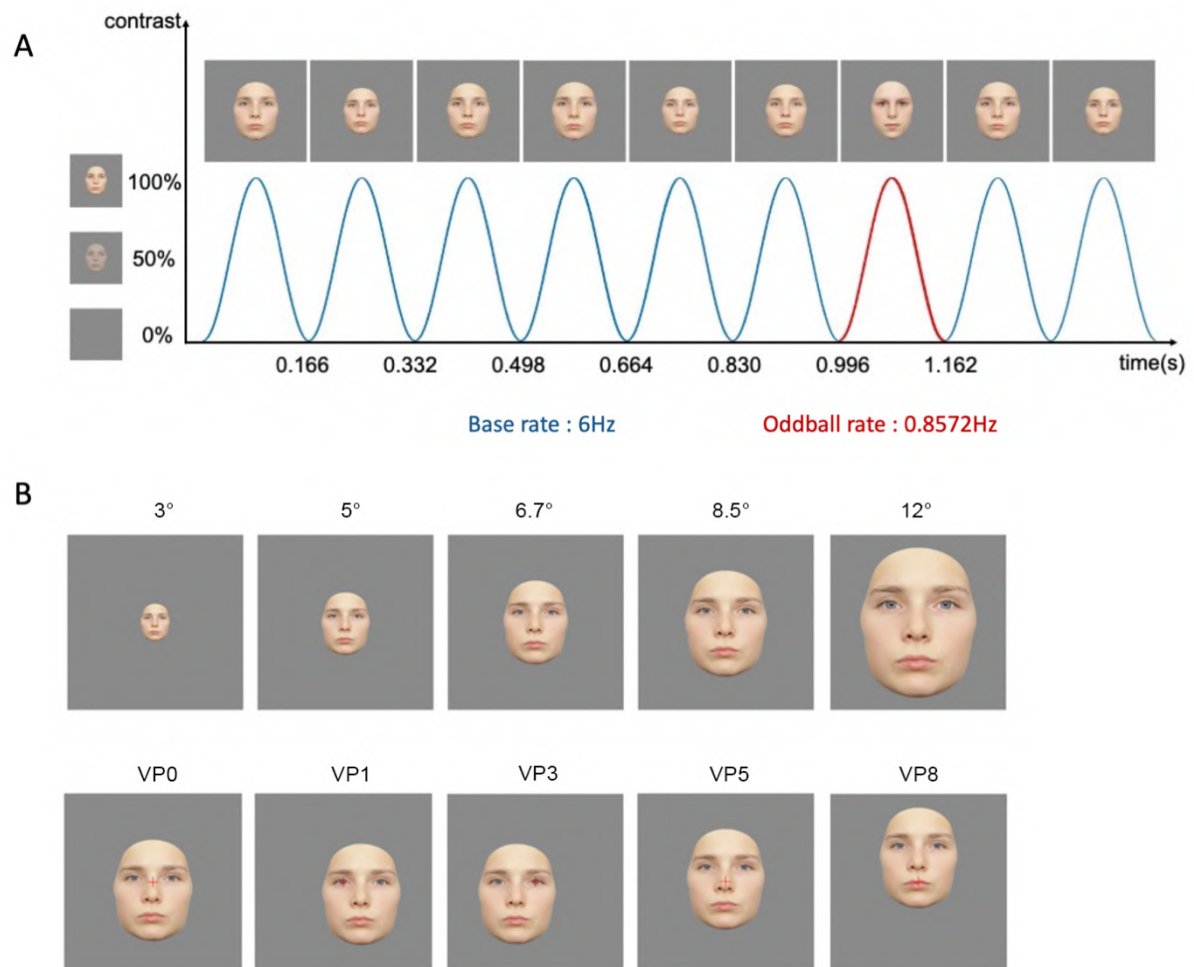 A
contrast
100%
50%
0%
0.166 0.332 0.498 0.664 0.830 0.996 1.162 time(s)
Base rate : 6Hz Oddball rate : 0.8572Hz
B
3° 5° 6.7° 8.5° 12°
VP0 VP1 VP3 VP5 VP8